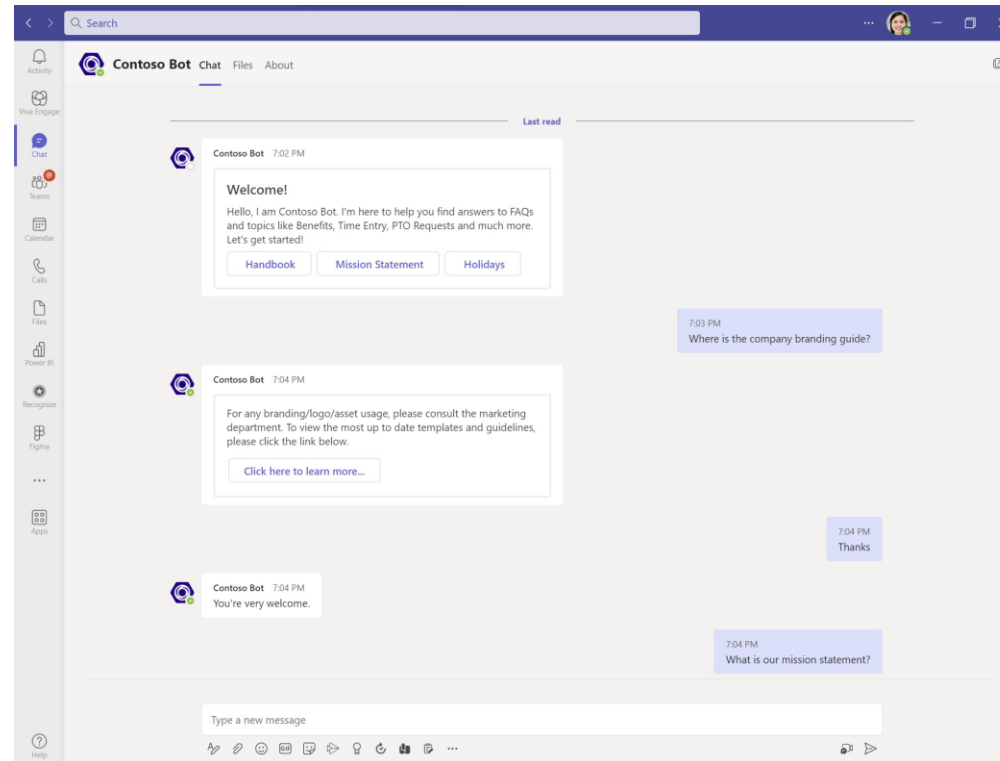 Search
Contoso Bot Chat Files About
Activity
Viva Engage
Chat
Teams
Calendar
Calls
Files
Power BI
Recognize
Figma
Apps
Help
Last read
Contoso Bot 7:02 PM
Welcome!
Hello, I am Contoso Bot. I'm here to help you find answers to FAQs
and topics like Benefits, Time Entry, PTO Requests and much more.
Let's get started!
Handbook Mission Statement Holidays
7:03 PM
Where is the company branding guide?
Contoso Bot 7:04 PM
For any branding/logo/asset usage, please consult the marketing
department. To view the most up to date templates and guidelines,
please click the link below.
Click here to learn more...
7:04 PM
Thanks
Contoso Bot 7:04 PM
You're very welcome.
7:04 PM
What is our mission statement?
Type a new message
GIF